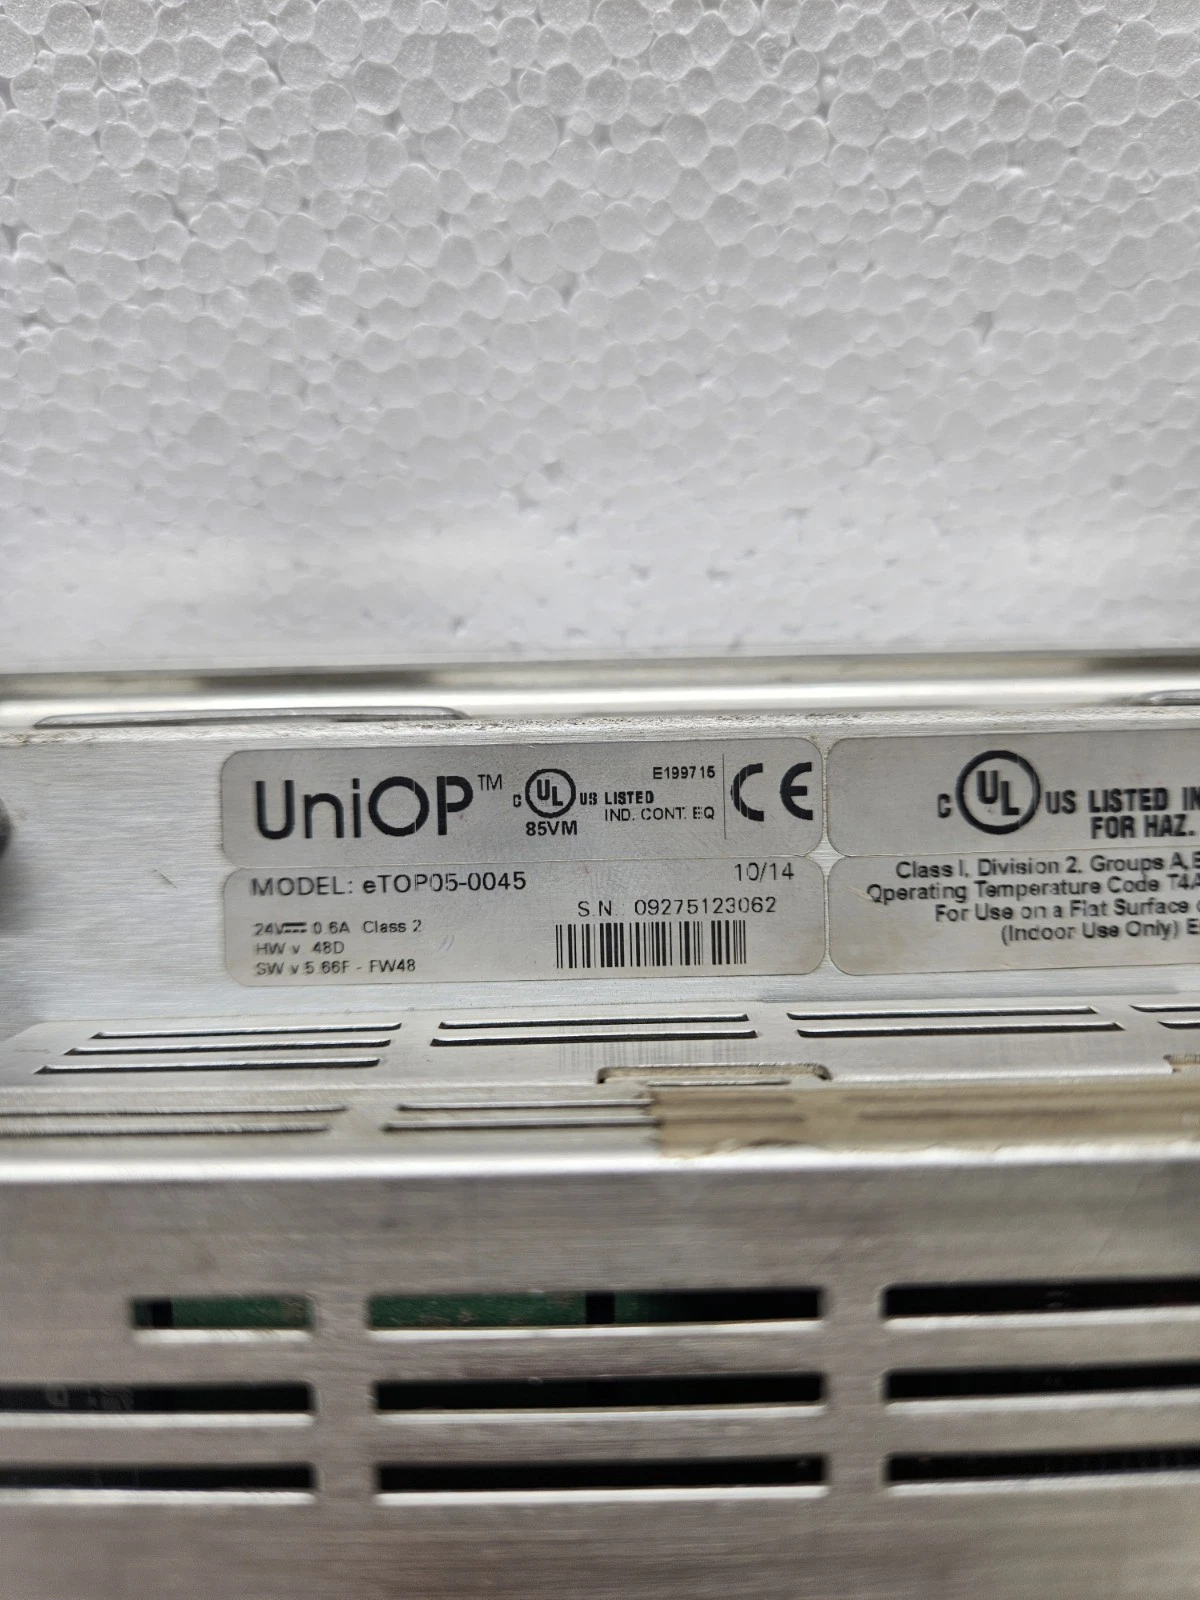 UniOP™
C UL US LISTED
85VM
E199715
IND. CONT. EQ
CE
MODEL: eTOP05-0045
10/14
24V 0.6A Class 2
HW v. 48D
SW v.5.66F - FW48
S.N. 09275123062
C UL US LISTED IN
FOR HAZ.
Class I, Division 2, Groups A,B
Operating Temperature Code T4A
For Use on a Flat Surface
(Indoor Use Only) E